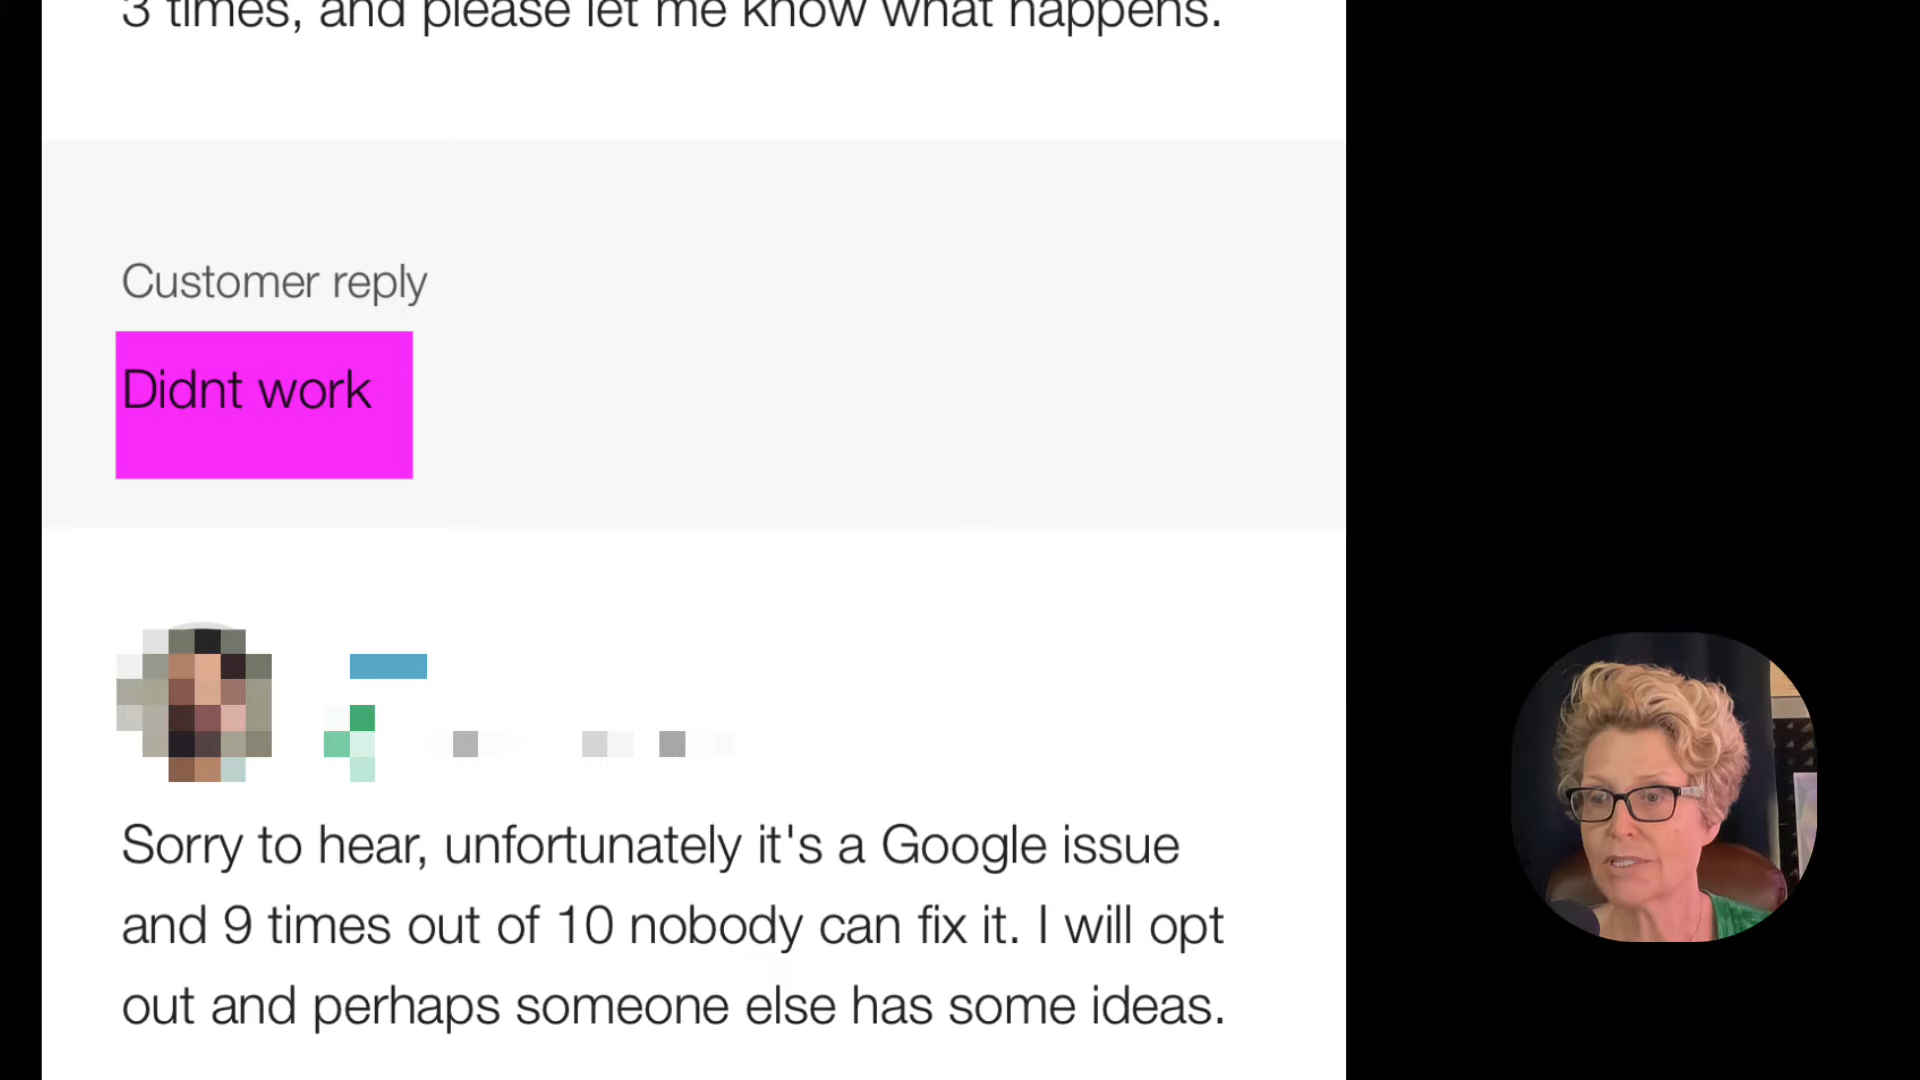 3 times, and please let me know what happens.
Customer reply
Didnt work
Sorry to hear, unfortunately it's a Google issue
and 9 times out of 10 nobody can fix it. I will opt
out and perhaps someone else has some ideas.